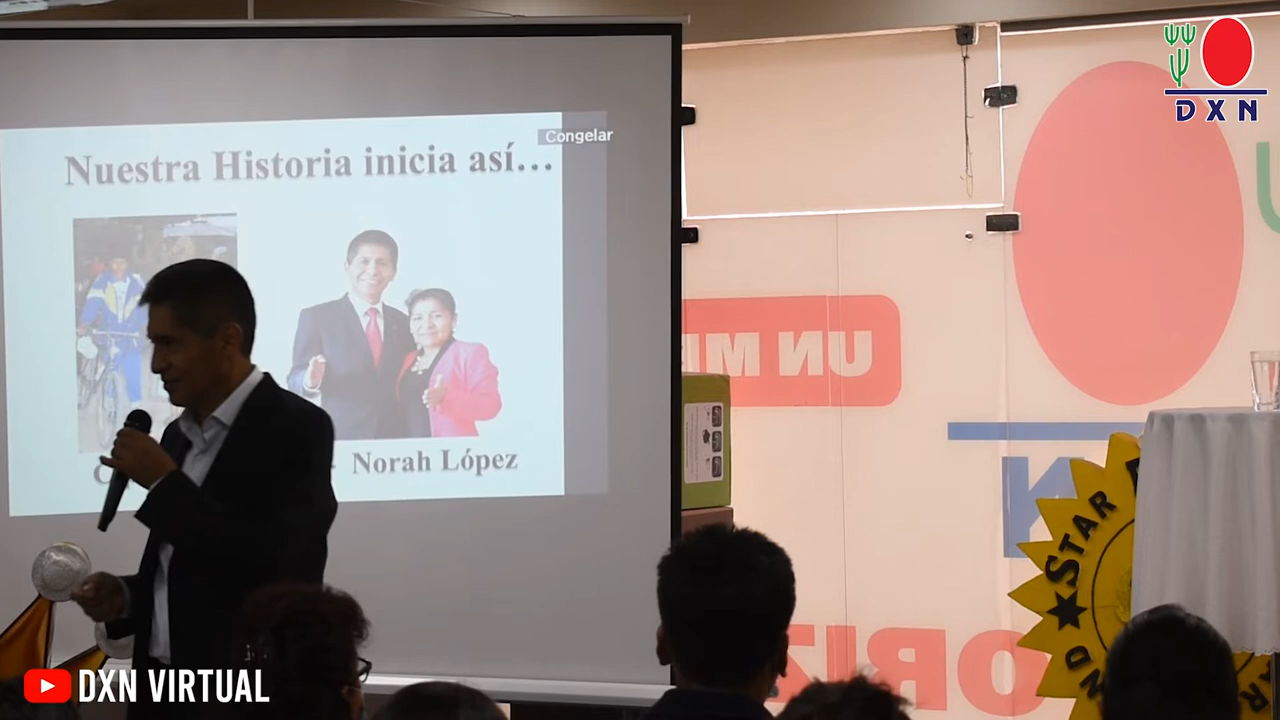 Congelar
Nuestra Historia inicia así...
Norah López
DXN
UN
STAR
DXN VIRTUAL